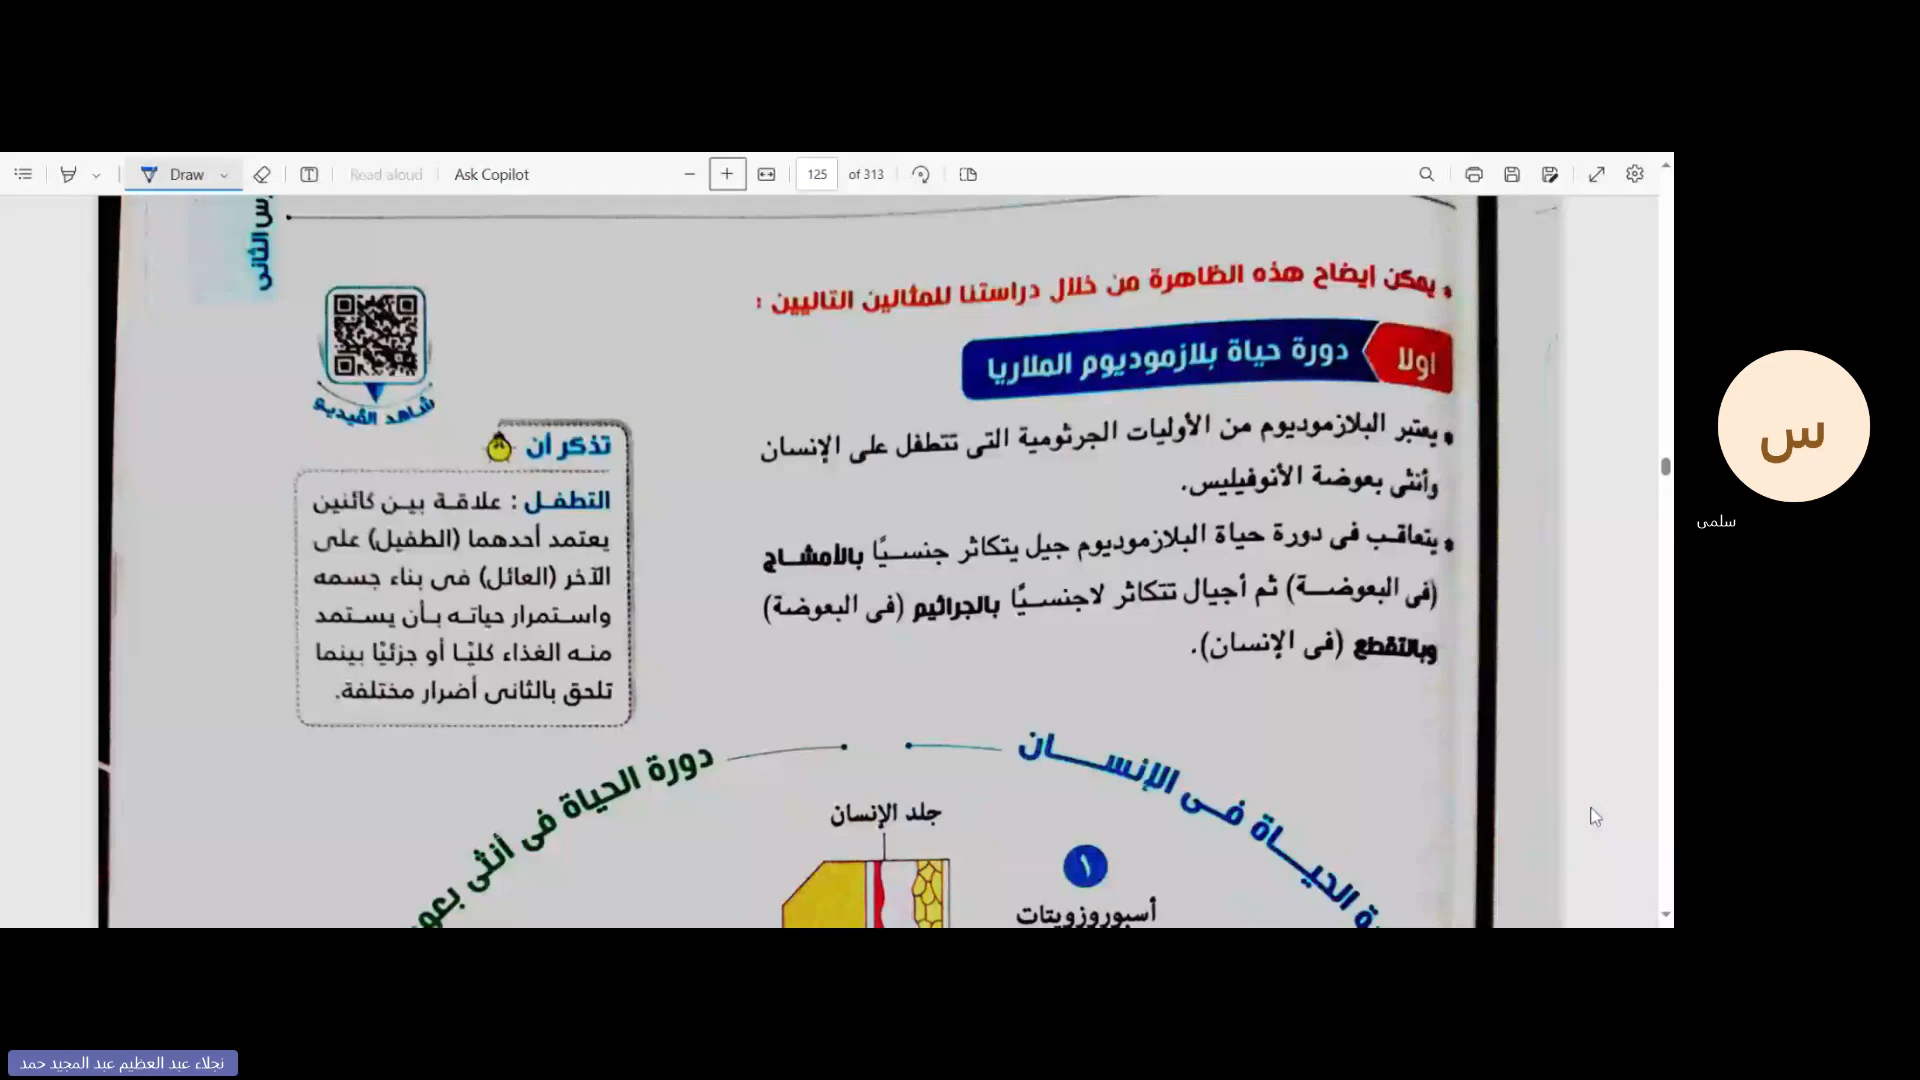 Draw
Read aloud
Ask Copilot
125
of 313
الثانى
يمكن إيضاح هذه الظاهرة من خلال دراستنا للمثالين التاليين :
أولا
دورة حياة بلازموديوم الملاريا
شاهد الڤيديو
يعتبر البلازموديوم من الأوليات الجرثومية التى تتطفل على الإنسان
وأنثى بعوضة الأنوفيليس.
يتعاقب فى دورة حياة البلازموديوم جيل يتكاثر جنسيًا بالأمشاج
(فى البعوضة) ثم أجيال تتكاثر لاجنسيًا بالجراثيم (فى البعوضة)
وبالتقطع (فى الإنسان).
تذكر أن
التطفل : علاقة بين كائنين
يعتمد أحدهما (الطفيل) على
الآخر (العائل) فى بناء جسمه
واستمرار حياته بأن يستمد
منه الغذاء كليًا أو جزئيًا بينما
تلحق بالثانى أضرار مختلفة.
الحياة فى الإنسان
دورة الحياة فى أنثى
جلد الإنسان
١
أسبوروزويتات
س
سلمى
نجلاء عبد العظيم عبد المجيد حمد